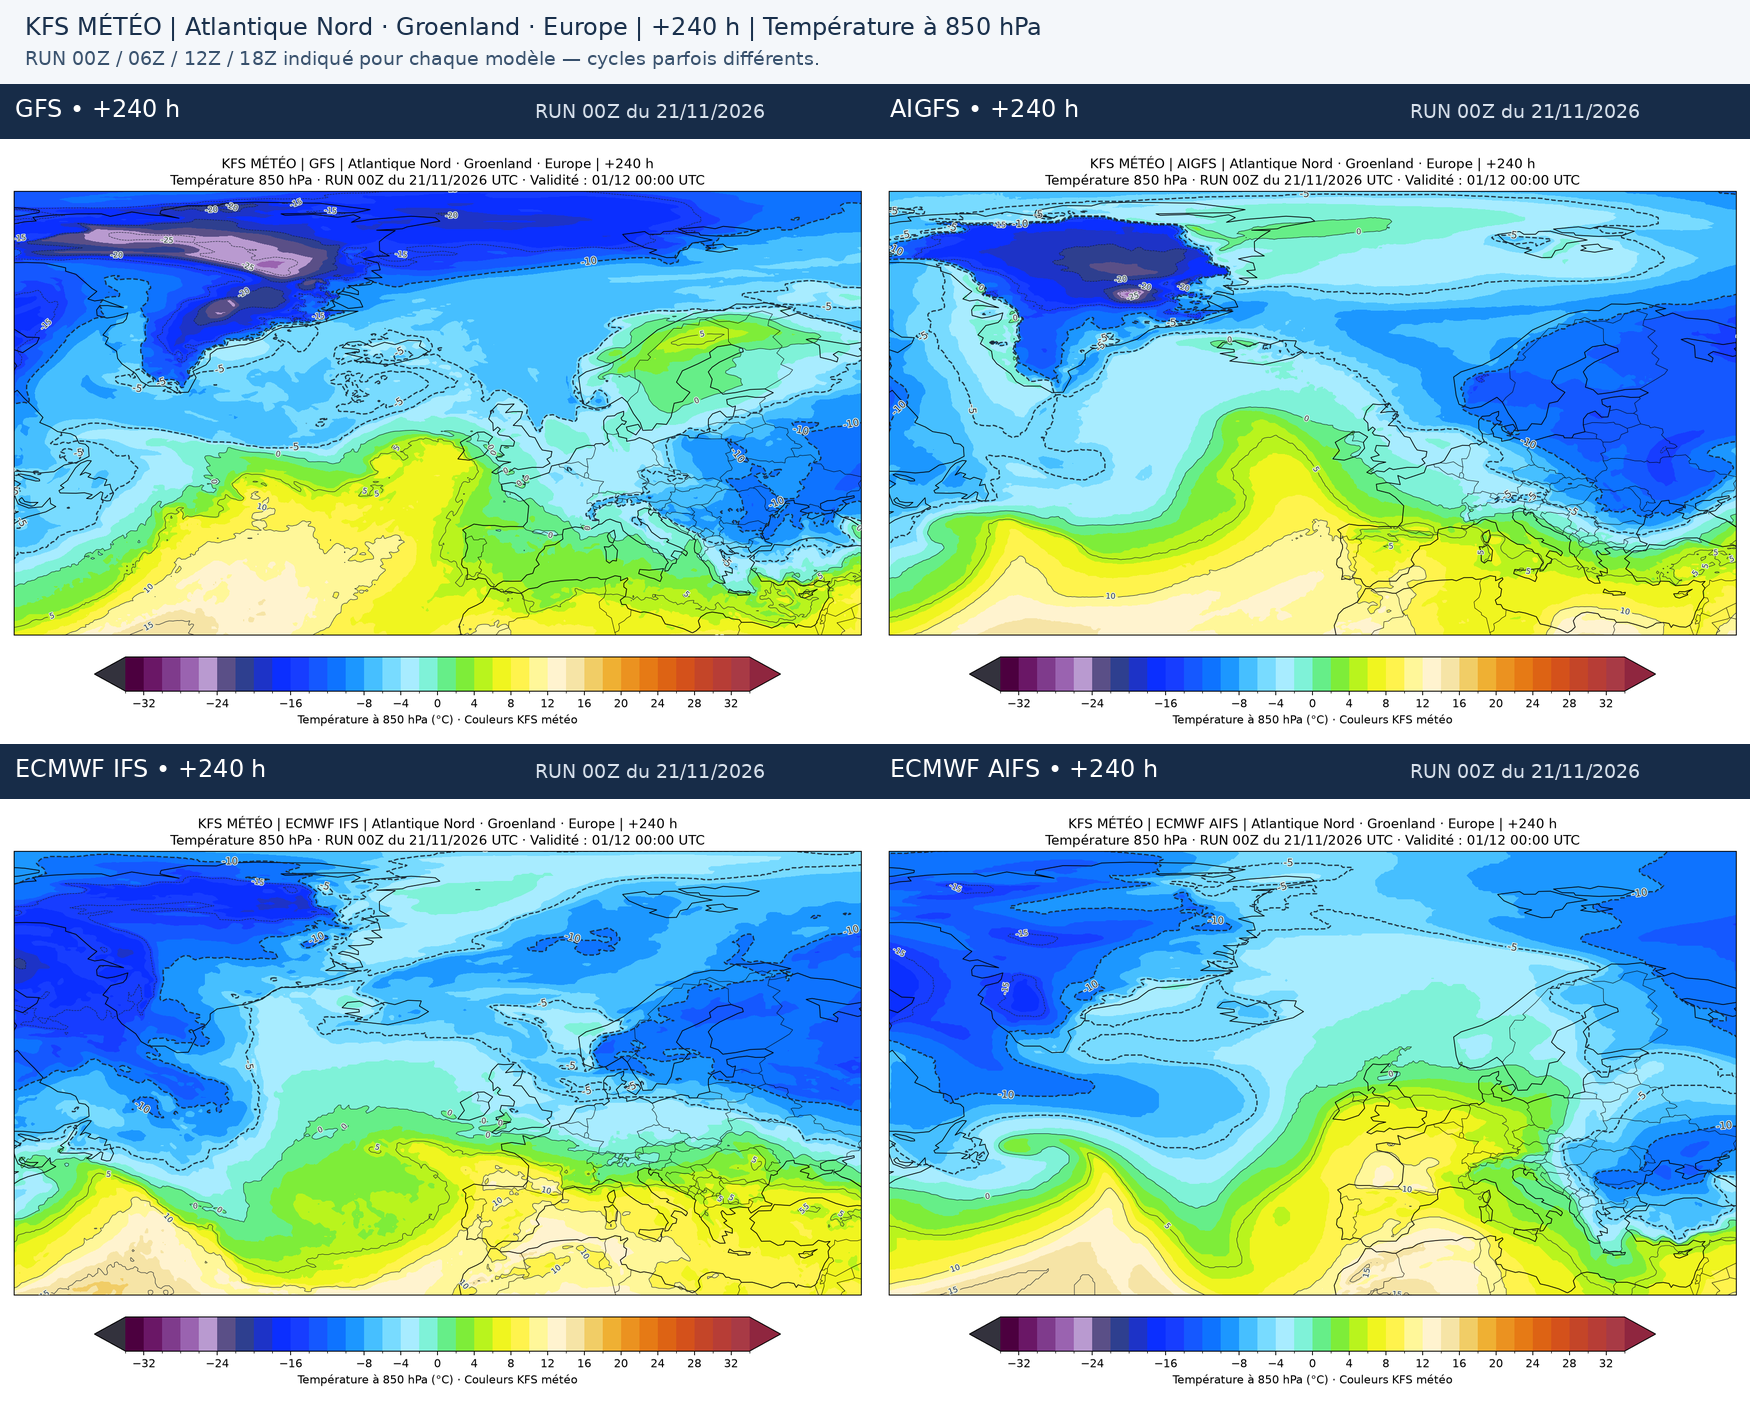 KFS MÉTÉO | Atlantique Nord · Groenland · Europe | +240 h | Température à 850 hPa
RUN 00Z / 06Z / 12Z / 18Z indiqué pour chaque modèle — cycles parfois différents.
GFS • +240 h RUN 00Z du 21/11/2026
AIGFS • +240 h RUN 00Z du 21/11/2026
KFS MÉTÉO | GFS | Atlantique Nord · Groenland · Europe | +240 h
Température 850 hPa · RUN 00Z du 21/11/2026 UTC · Validité : 01/12 00:00 UTC
KFS MÉTÉO | AIGFS | Atlantique Nord · Groenland · Europe | +240 h
Température 850 hPa · RUN 00Z du 21/11/2026 UTC · Validité : 01/12 00:00 UTC
−32 −24 −16 −8 −4 0 4 8 12 16 20 24 28 32
Température à 850 hPa (°C) · Couleurs KFS météo
−32 −24 −16 −8 −4 0 4 8 12 16 20 24 28 32
Température à 850 hPa (°C) · Couleurs KFS météo
ECMWF IFS • +240 h RUN 00Z du 21/11/2026
ECMWF AIFS • +240 h RUN 00Z du 21/11/2026
KFS MÉTÉO | ECMWF IFS | Atlantique Nord · Groenland · Europe | +240 h
Température 850 hPa · RUN 00Z du 21/11/2026 UTC · Validité : 01/12 00:00 UTC
KFS MÉTÉO | ECMWF AIFS | Atlantique Nord · Groenland · Europe | +240 h
Température 850 hPa · RUN 00Z du 21/11/2026 UTC · Validité : 01/12 00:00 UTC
−32 −24 −16 −8 −4 0 4 8 12 16 20 24 28 32
Température à 850 hPa (°C) · Couleurs KFS météo
−32 −24 −16 −8 −4 0 4 8 12 16 20 24 28 32
Température à 850 hPa (°C) · Couleurs KFS météo